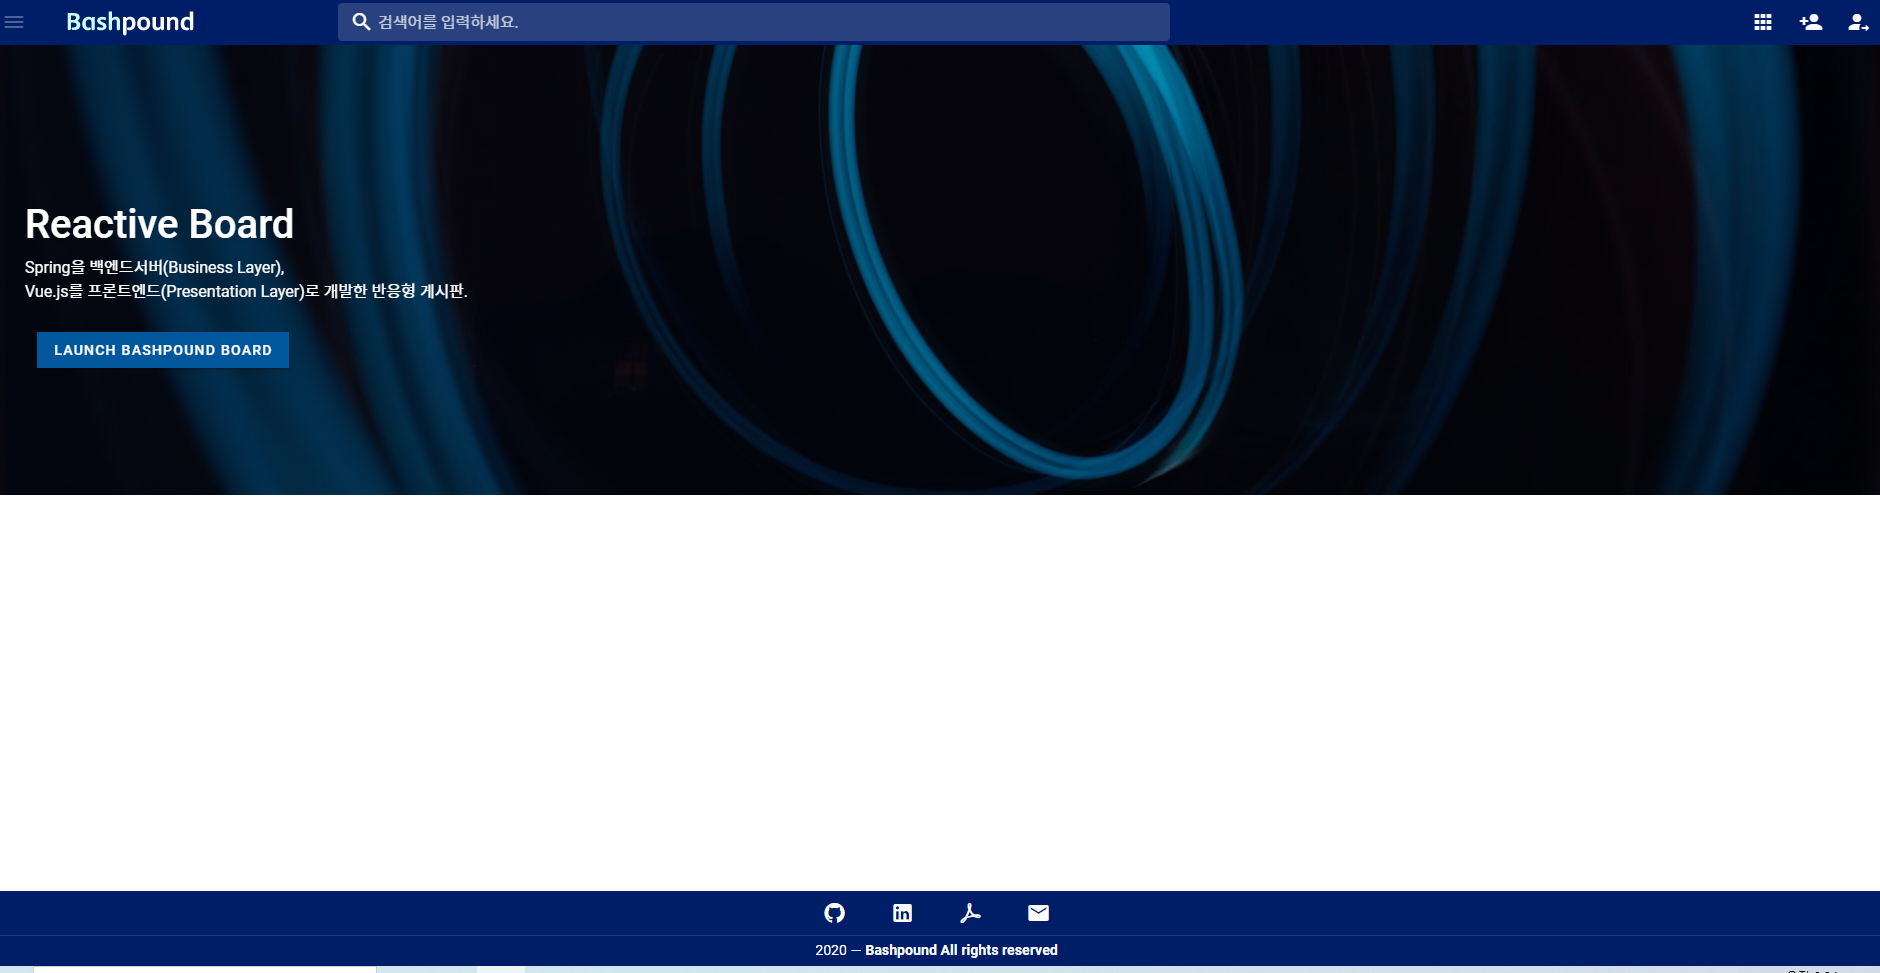 Bashpound
검색어를 입력하세요.
Reactive Board
Spring을 백엔드서버(Business Layer),
Vue.js를 프론트엔드(Presentation Layer)로 개발한 반응형 게시판.
LAUNCH BASHPOUND BOARD
in
2020 — Bashpound All rights reserved